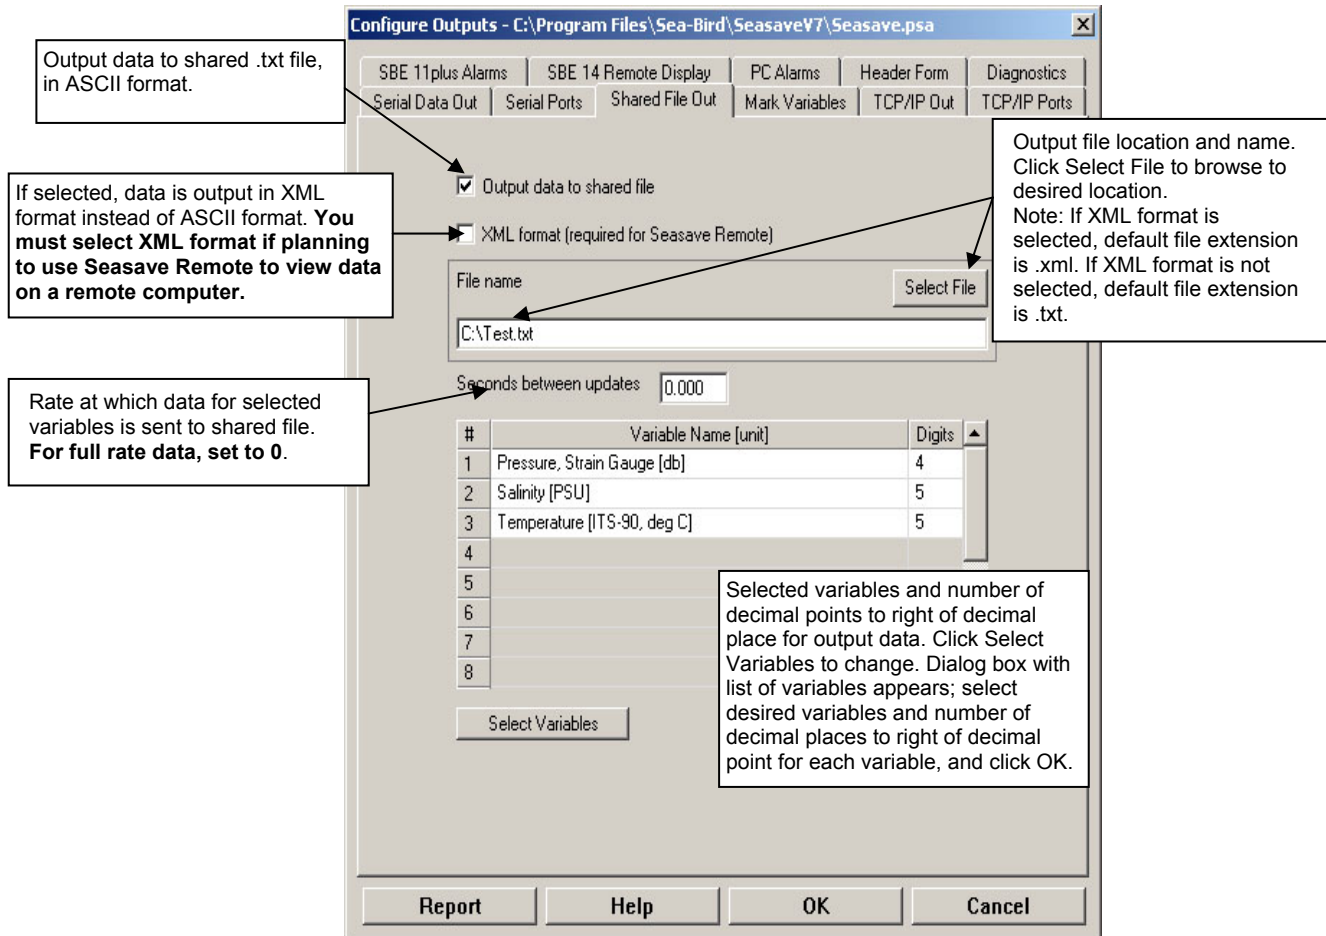 Configure Outputs - C:\Program Files\Sea-Bird\SeasaveV7\Seasave.psa
SBE 11plus Alarms
SBE 14 Remote Display
PC Alarms
Header Form
Diagnostics
Serial Data Out
Serial Ports
Shared File Out
Mark Variables
TCP/IP Out
TCP/IP Ports
Output data to shared .txt file,
in ASCII format.
Output file location and name.
Click Select File to browse to
desired location.
Note: If XML format is
selected, default file extension
is .xml. If XML format is not
selected, default file extension
is .txt.
Output data to shared file
If selected, data is output in XML
format instead of ASCII format. You
must select XML format if planning
to use Seasave Remote to view data
on a remote computer.
XML format (required for Seasave Remote)
File name
Select File
C:\Test.txt
Rate at which data for selected
variables is sent to shared file.
For full rate data, set to 0.
Seconds between updates 0.000
# Variable Name [unit] Digits
1 Pressure, Strain Gauge [db] 4
2 Salinity [PSU] 5
3 Temperature [ITS-90, deg C] 5
4
5
6
7
8
Selected variables and number of
decimal points to right of decimal
place for output data. Click Select
Variables to change. Dialog box with
list of variables appears; select
desired variables and number of
decimal places to right of decimal
point for each variable, and click OK.
Select Variables
Report
Help
OK
Cancel